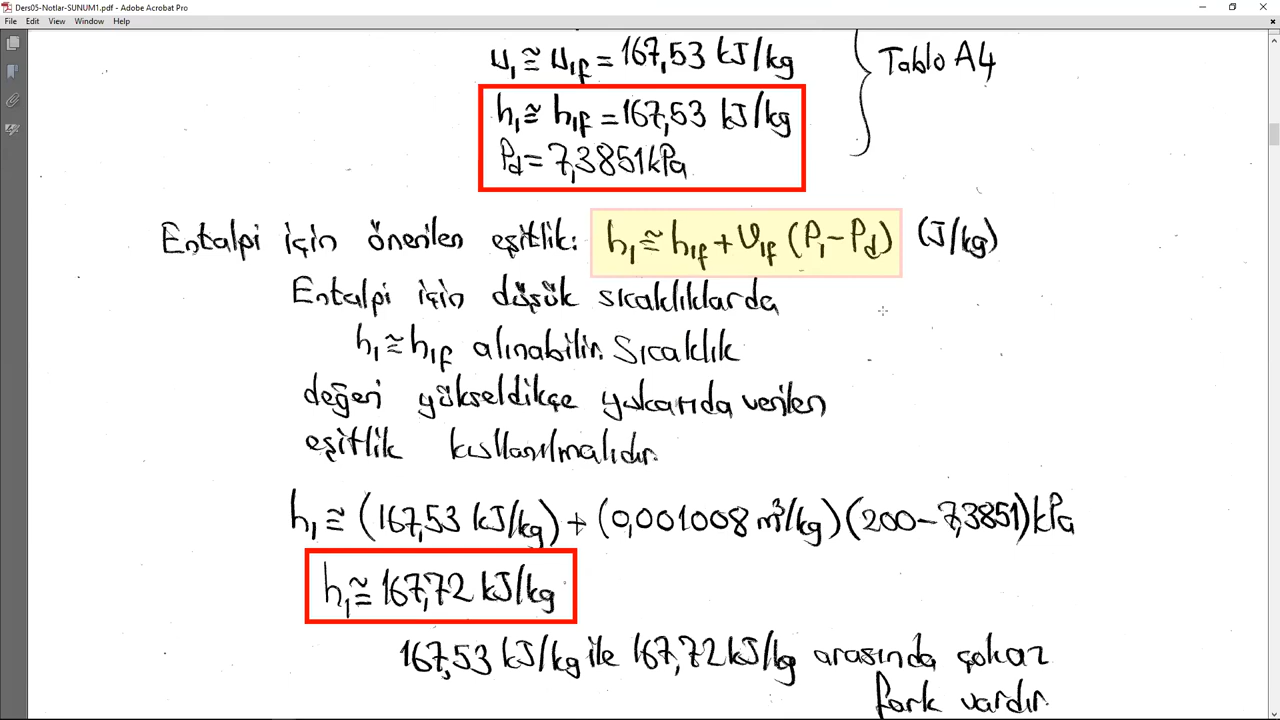 Ders05-Notlar-SUNUM1.pdf - Adobe Acrobat Pro
File Edit View Window Help
u₁ ≅ u₁f = 167,53 kJ/kg
Tablo A4
h₁ ≅ h₁f = 167,53 kJ/kg
Pd = 7,3851 kPa
Entalpi için önerilen eşitlik: h₁ ≅ h₁f + υ₁f (P₁ - Pd) (J/kg)
Entalpi için düşük sıcaklıklarda
h₁ ≅ h₁f alınabilir. Sıcaklık
değeri yükseldikçe yukarıda verilen
eşitlik kullanılmalıdır.
h₁ ≅ (167,53 kJ/kg) + (0,001008 m³/kg) (200 - 7,3851) kPa
h₁ ≅ 167,72 kJ/kg
167,53 kJ/kg ile 167,72 kJ/kg arasında çok az
fark vardır.